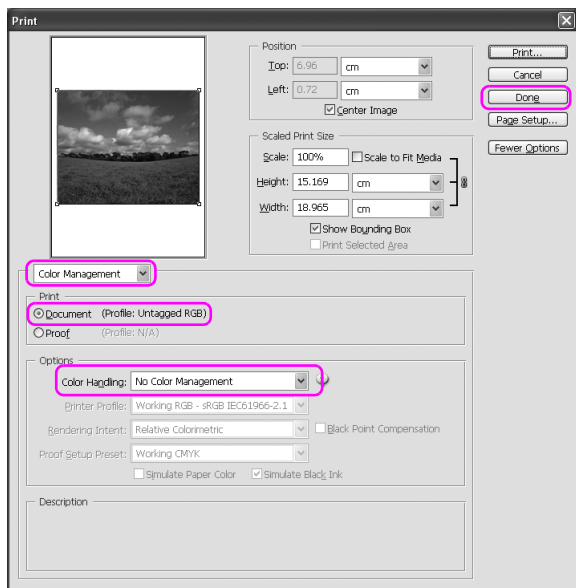 Print
Position
Top: 6.96 cm
Left: 0.72 cm
Center Image
Scaled Print Size
Scale: 100% Scale to Fit Media
Height: 15.169 cm
Width: 18.965 cm
Show Bounding Box
Print Selected Area
Print...
Cancel
Done
Page Setup...
Fewer Options
Color Management
Print
Document (Profile: Untagged RGB)
Proof (Profile: N/A)
Options
Color Handling: No Color Management
Printer Profile: Working RGB - sRGB IEC61966-2.1
Rendering Intent: Relative Colorimetric Black Point Compensation
Proof Setup Preset: Working CMYK
Simulate Paper Color Simulate Black Ink
Description